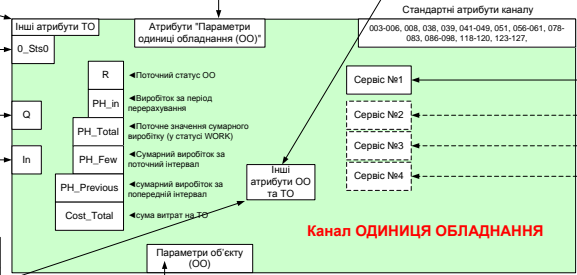 Стандартні атрибути каналу
Інші атрибути ТО
Атрибути "Параметри
одиниці обладнання (ОО)"
003-006, 008, 038, 039, 041-049, 051, 056-061, 078-
083, 086-098, 118-120, 123-127,
0_Sts0
R
◄Поточний статус ОО
Сервіс №1
PH_in
◄Виробіток за період
перерахування
Q
Сервіс №2
PH_Total
◄Поточне значення сумарного
виробітку (у статусі WORK)
Сервіс №3
In
PH_Few
◄Сумарний виробіток за
поточний інтервал
Інші
атрибути ОО
та ТО
Сервіс №4
PH_Previous
◄сумарний виробіток за
попередній інтервал
Cost_Total
◄сума витрат на ТО
Канал ОДИНИЦЯ ОБЛАДНАННЯ
Параметри об'єкту
(ОО)